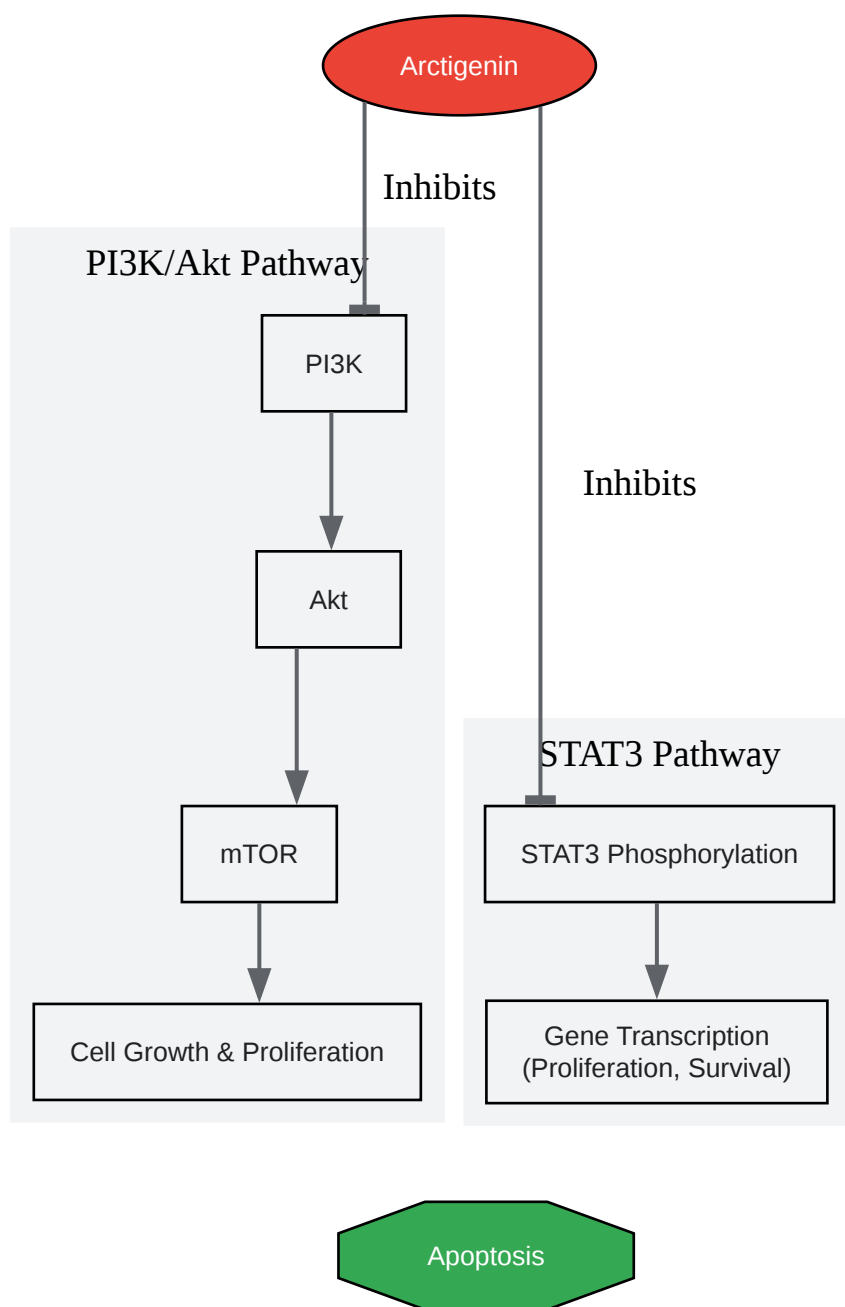 Arctigenin
Inhibits
PI3K/Akt Pathway
PI3K
Inhibits
Akt
STAT3 Pathway
mTOR
STAT3 Phosphorylation
Cell Growth & Proliferation
Gene Transcription
(Proliferation, Survival)
Apoptosis